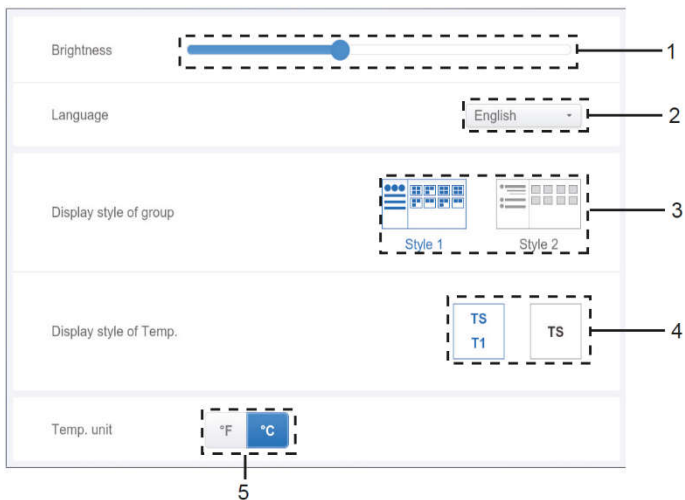 Brightness
1
Language
English
2
Display style of group
Style 1
Style 2
3
Display style of Temp.
TS
T1
TS
4
Temp. unit
°F
°C
5